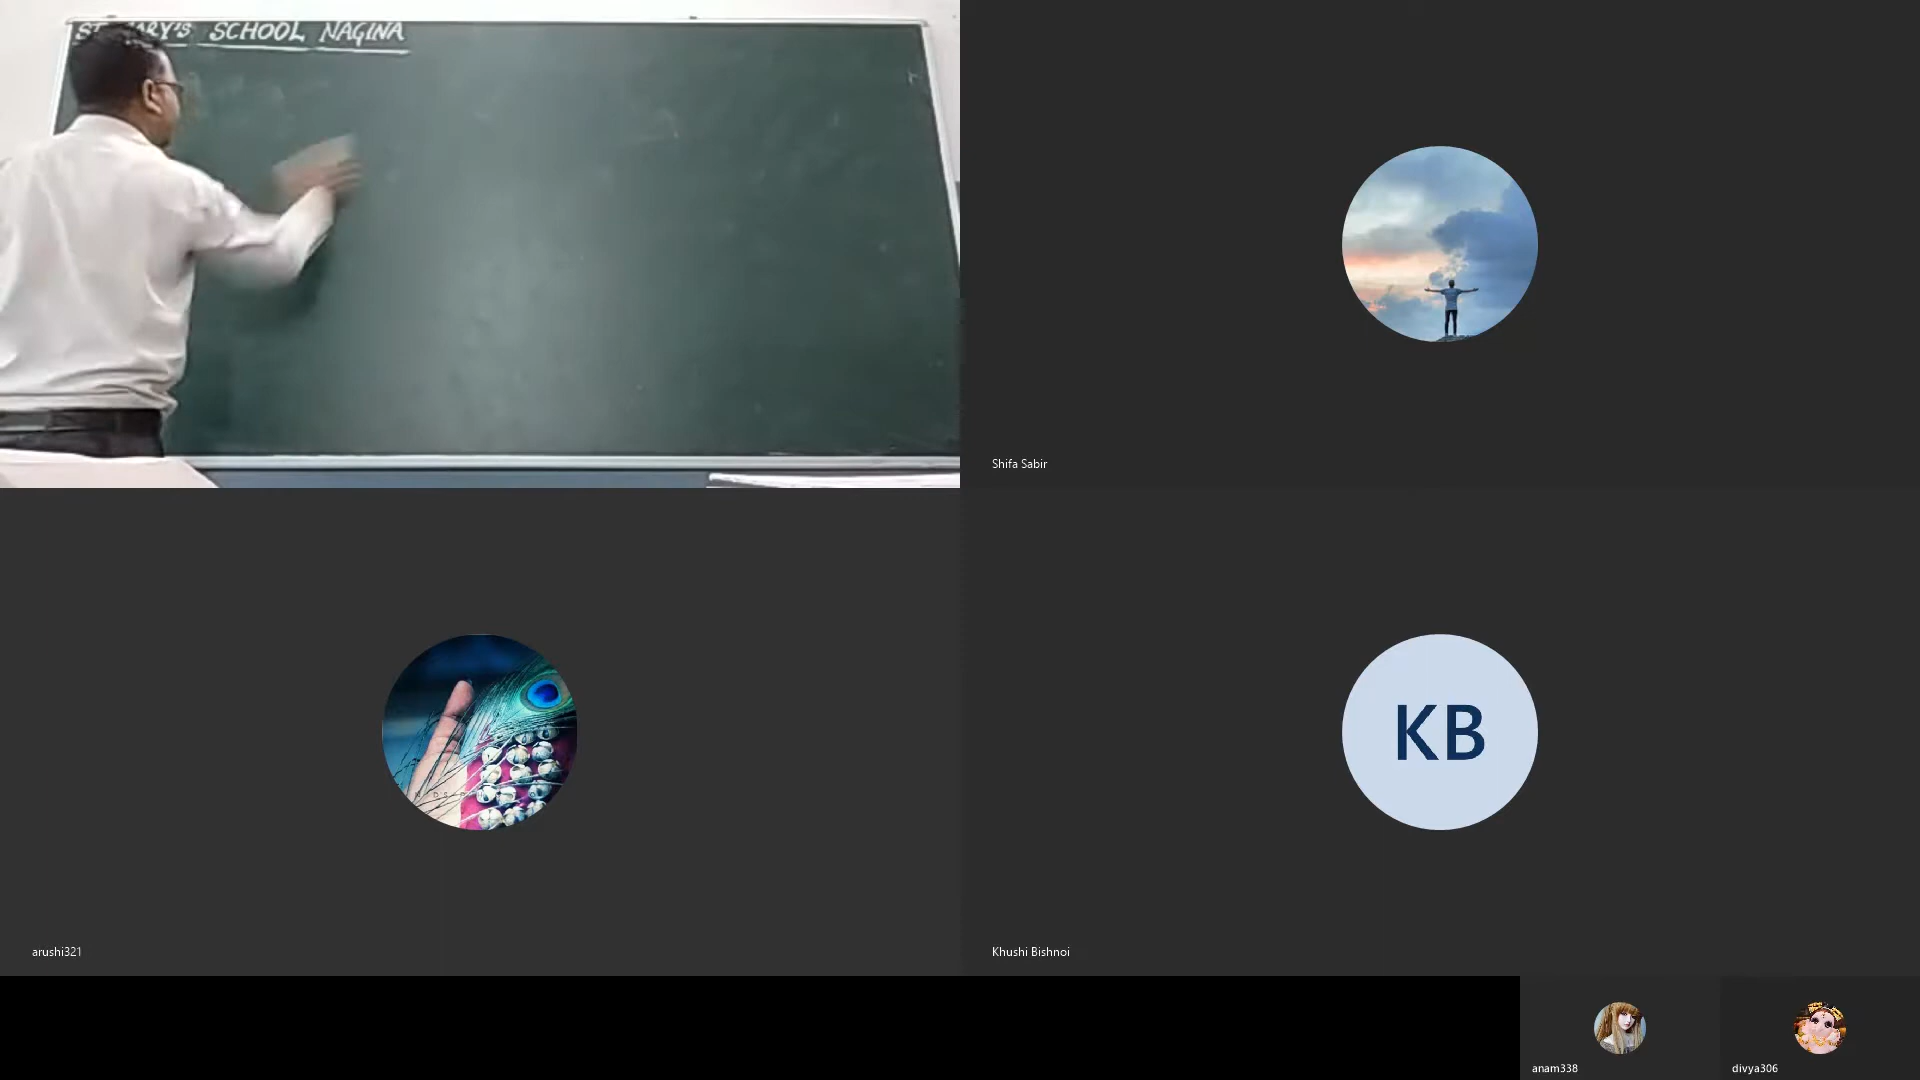 SCHOOL NAGINA
Shifa Sabir
arushi321
KB
Khushi Bishnoi
anam338
divya306